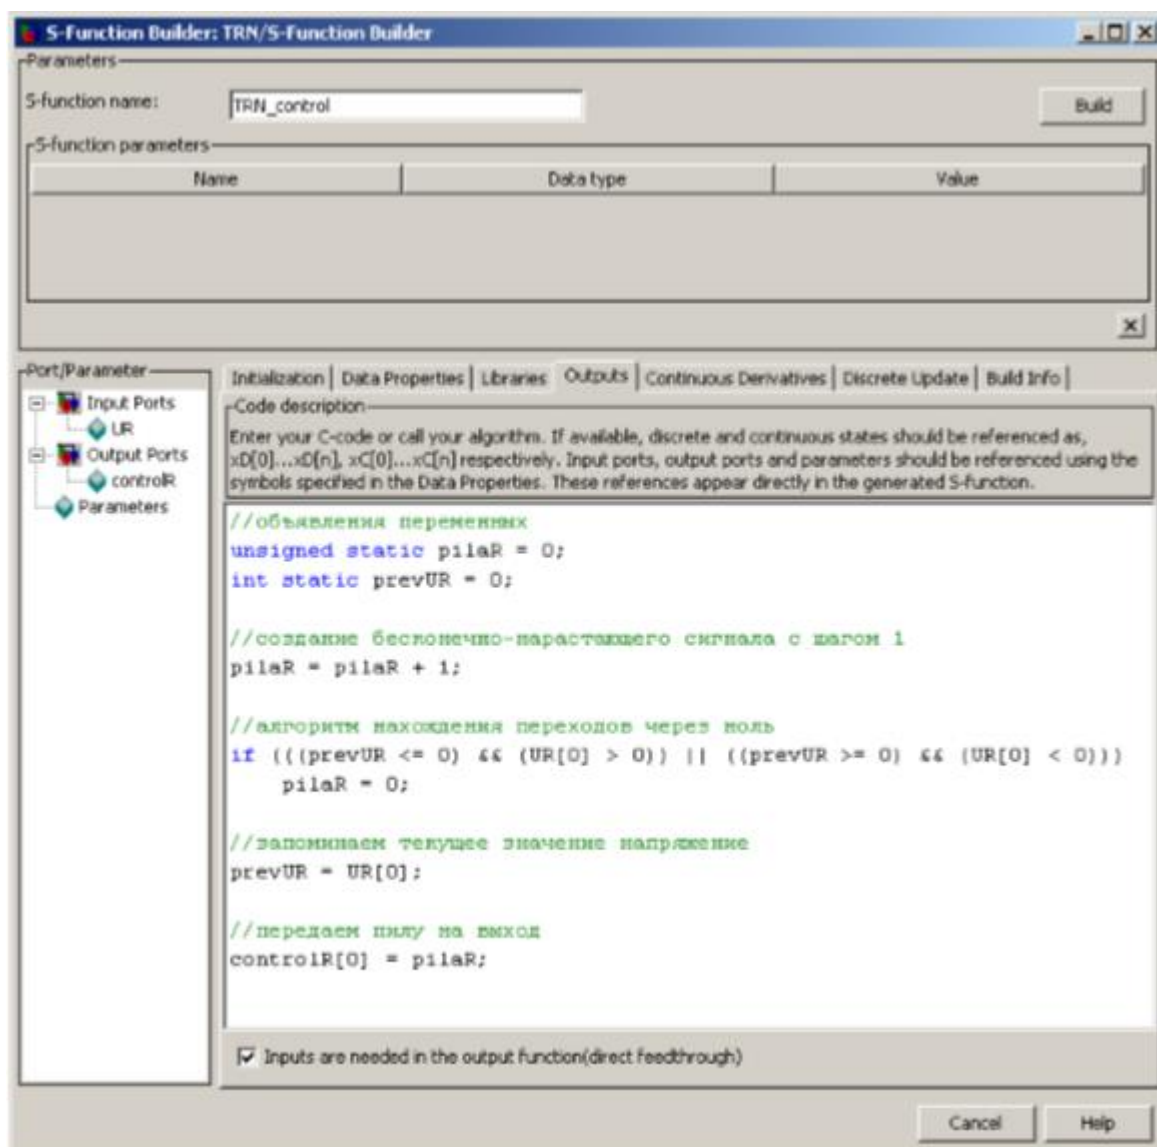 S-Function Builder: TRN/S-Function Builder
Parameters
S-function name:
TRN_control
Build
S-function parameters
Name
Data type
Value
Port/Parameter
Input Ports
UR
Output Ports
controlR
Parameters
Initialization | Data Properties | Libraries | Outputs | Continuous Derivatives | Discrete Update | Build Info
Code description
Enter your C-code or call your algorithm. If available, discrete and continuous states should be referenced as,
xD[0]...xD[n], xC[0]...xC[n] respectively. Input ports, output ports and parameters should be referenced using the
symbols specified in the Data Properties. These references appear directly in the generated S-function.
//объявления переменных
unsigned static pilaR = 0;
int static prevUR = 0;
//создание бесконечно-нарастающего сигнала с шагом 1
pilaR = pilaR + 1;
//алгоритм нахождения переходов через ноль
if (((prevUR <= 0) && (UR[0] > 0)) || ((prevUR >= 0) && (UR[0] < 0)))
pilaR = 0;
//запоминаем текущее значение напряжение
prevUR = UR[0];
//передаем пилу на выход
controlR[0] = pilaR;
Inputs are needed in the output function(direct feedthrough)
Cancel
Help